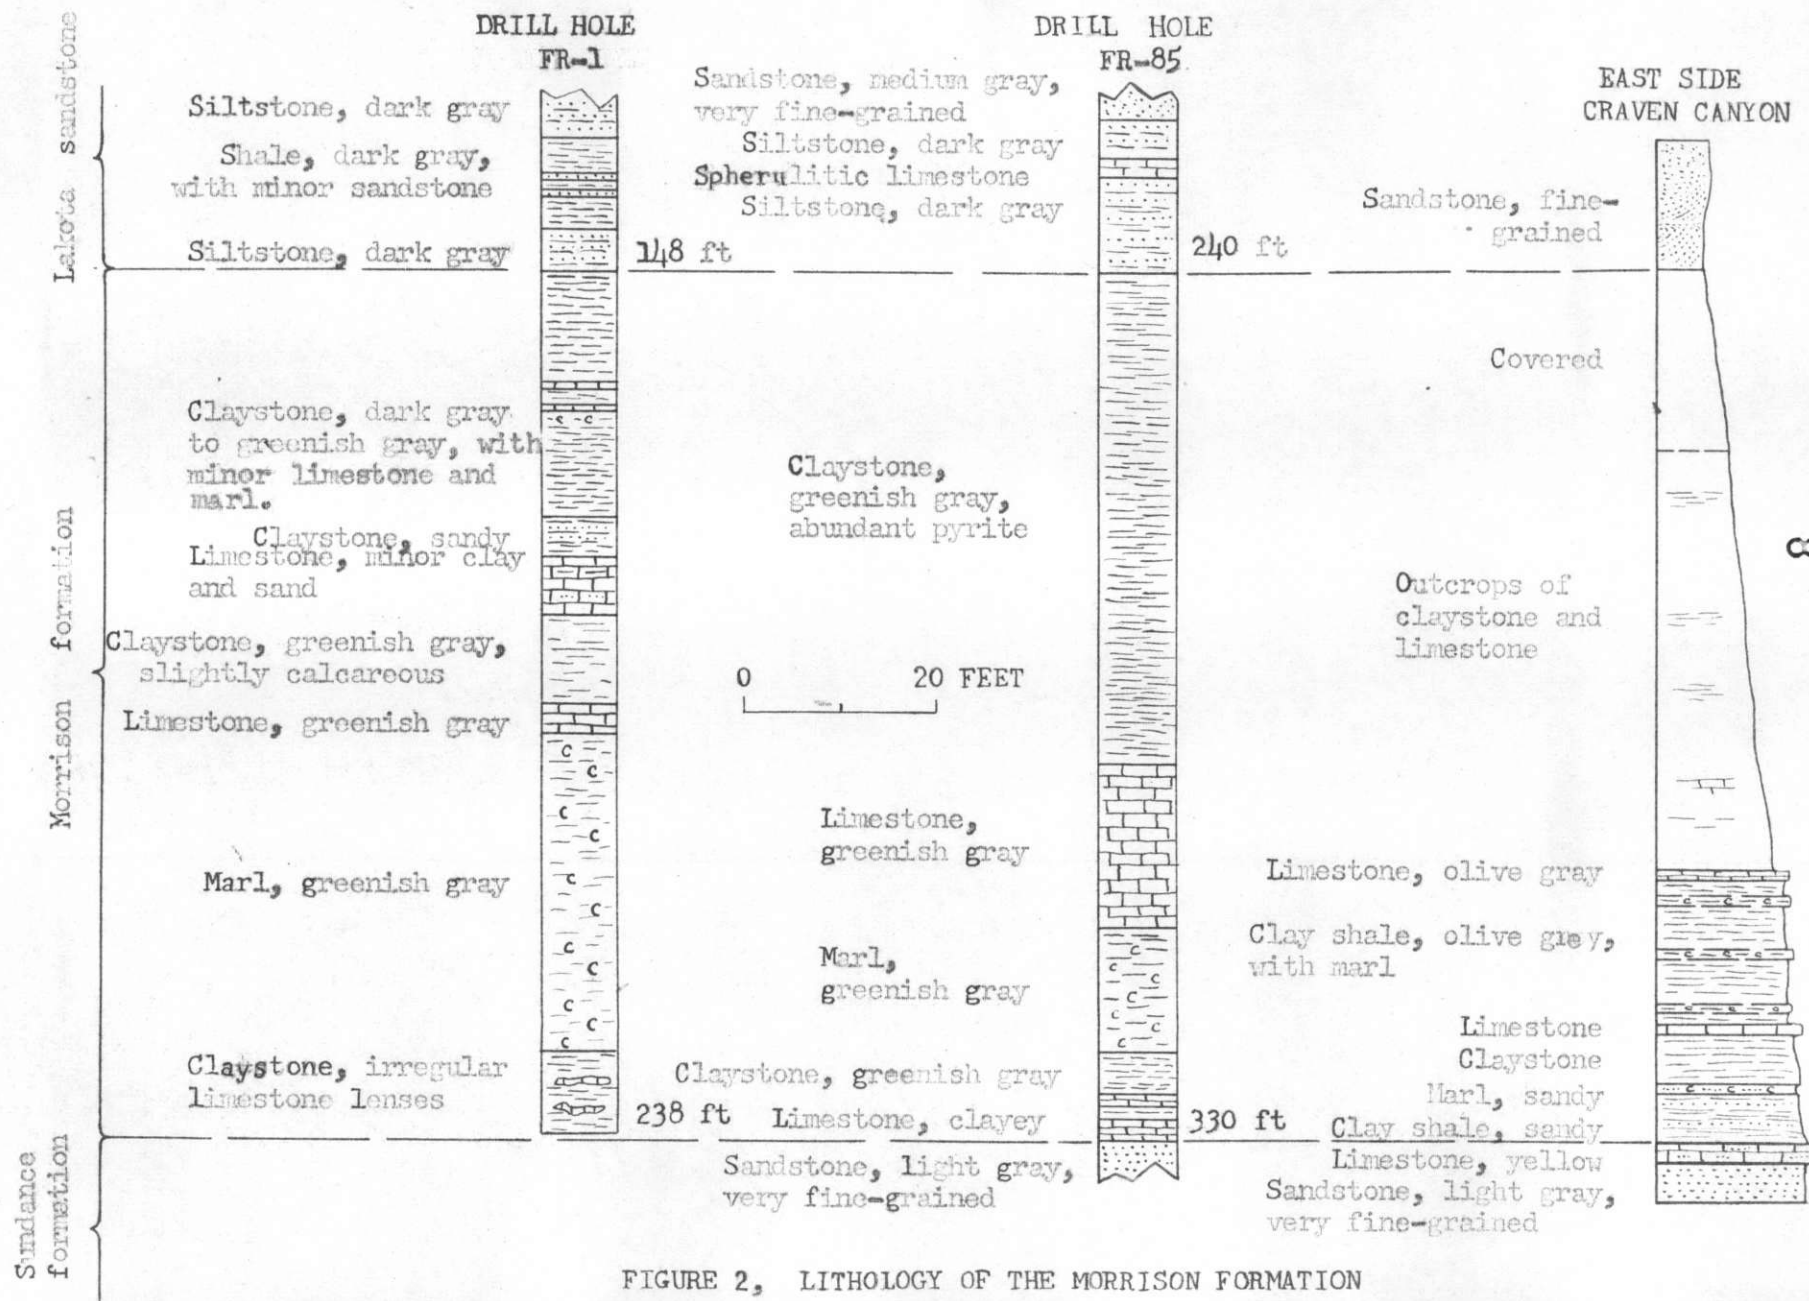 DRILL HOLE
FR-1
DRILL HOLE
FR-85
EAST SIDE
CRAVEN CANYON
Lakota sandstone
Morrison formation
Sundance
formation
Siltstone, dark gray
Shale, dark gray,
with minor sandstone
Siltstone, dark gray
148 ft
Claystone, dark gray
to greenish gray, with
minor limestone and
marl.
Claystone, sandy
Limestone, minor clay
and sand
Claystone, greenish gray,
slightly calcareous
Limestone, greenish gray
Marl, greenish gray
Claystone, irregular
limestone lenses
238 ft
Sandstone, medium gray,
very fine-grained
Siltstone, dark gray
Spherulitic limestone
Siltstone, dark gray
240 ft
Claystone,
greenish gray,
abundant pyrite
0 20 FEET
Limestone,
greenish gray
Marl,
greenish gray
Claystone, greenish gray
Limestone, clayey
330 ft
Sandstone, light gray,
very fine-grained
Sandstone, fine-
grained
Covered
Outcrops of
claystone and
limestone
Limestone, olive gray
Clay shale, olive grey,
with marl
Limestone
Claystone
Marl, sandy
Clay shale, sandy
Limestone, yellow
Sandstone, light gray,
very fine-grained
8
c c
c
c
c
c
c
c
c
c
c
c
c
c
FIGURE 2, LITHOLOGY OF THE MORRISON FORMATION